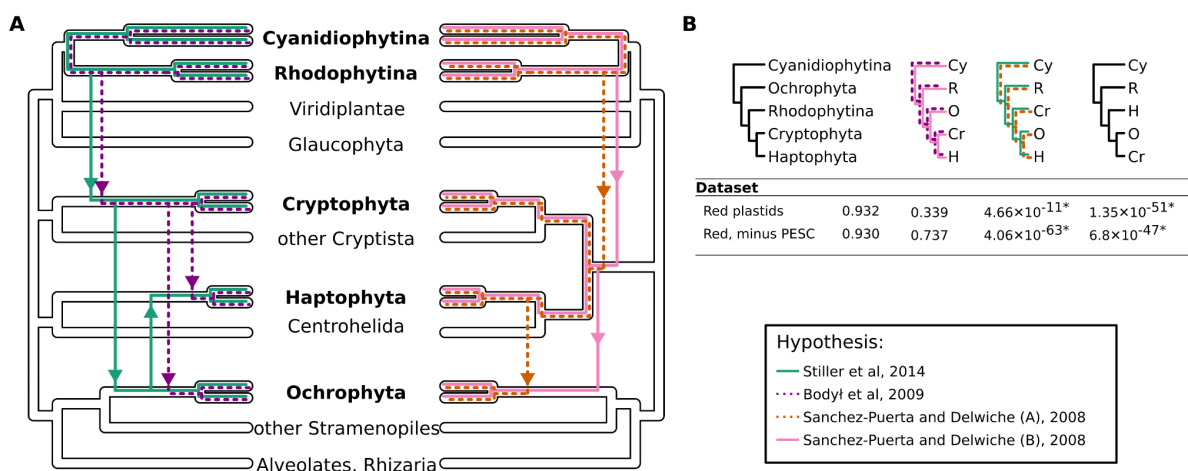 A
Cyanidiophytina
Rhodophytina
Viridiplantae
Glaucophyta
Cryptophyta
other Cryptista
Haptophyta
Centrohelida
Ochrophyta
other Stramenopiles
Alveolates, Rhizaria
B
Cyanidiophytina
Ochrophyta
Rhodophytina
Cryptophyta
Haptophyta
Cy
R
O
Cr
H
Cy
R
Cr
O
H
Cy
R
H
O
Cr
Dataset
Red plastids 0.932 0.339 4.66×10-11* 1.35×10-51*
Red, minus PESC 0.930 0.737 4.06×10-63* 6.8×10-47*
Hypothesis:
Stiller et al, 2014
Bodył et al, 2009
Sanchez-Puerta and Delwiche (A), 2008
Sanchez-Puerta and Delwiche (B), 2008